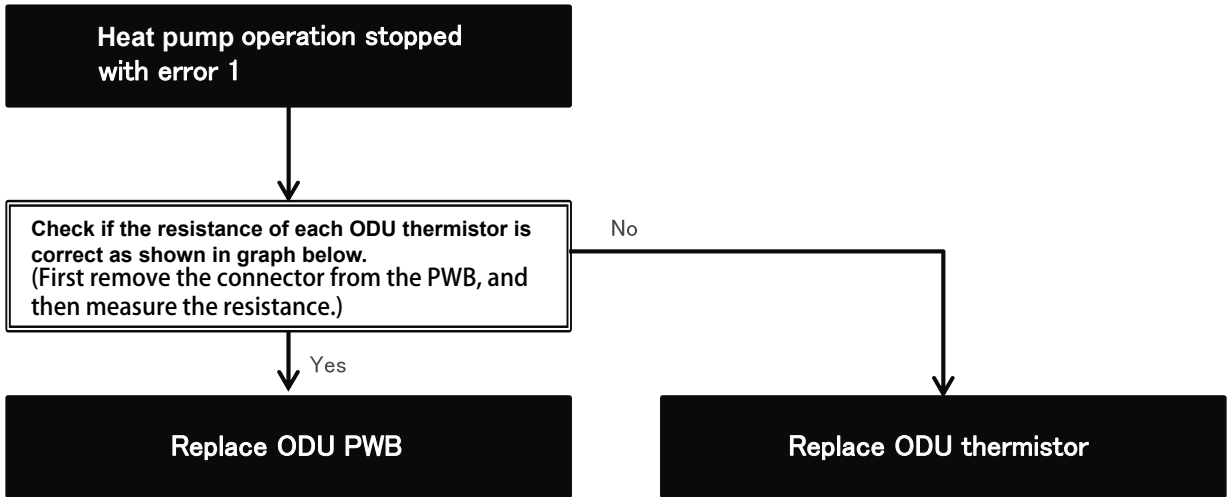 Heat pump operation stopped
with error 1
Check if the resistance of each ODU thermistor is
correct as shown in graph below.
(First remove the connector from the PWB, and
then measure the resistance.)
No
Yes
Replace ODU PWB
Replace ODU thermistor